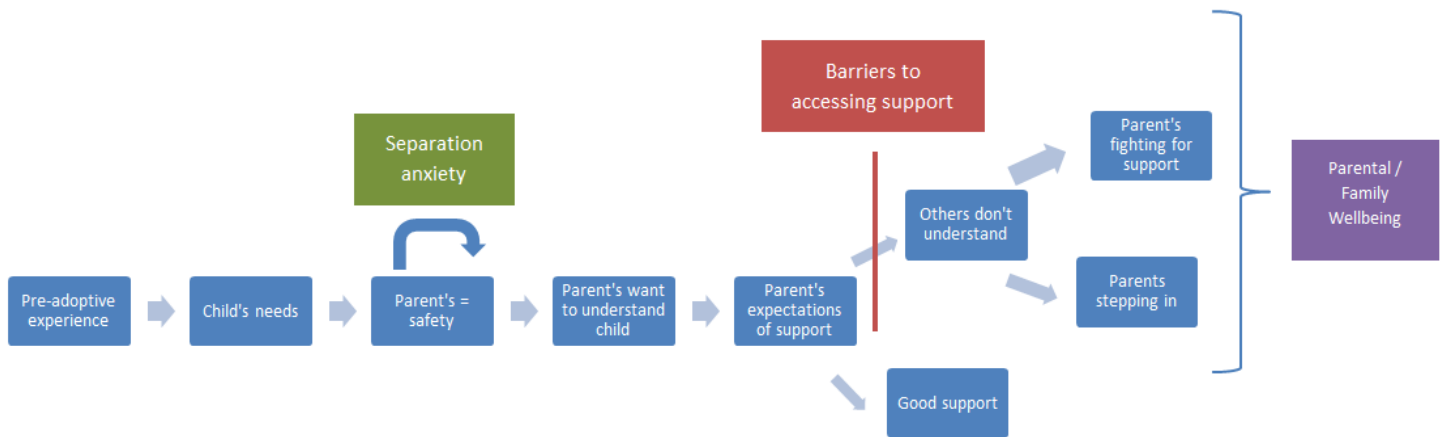 Barriers to
accessing support
Separation
anxiety
Parent's
fighting for
support
Parental /
Family
Wellbeing
Others don't
understand
Pre-adoptive
experience
Child's needs
Parent's =
safety
Parent's want
to understand
child
Parent's
expectations
of support
Parents
stepping in
Good support